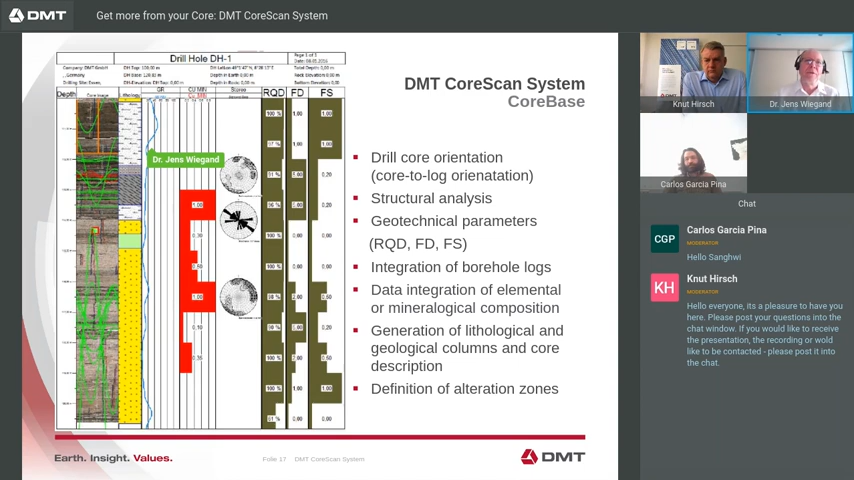 DMT
Get more from your Core: DMT CoreScan System
Drill Hole DH-1
Depth
RQD
FD
FS
Dr. Jens Wiegand
DMT CoreScan System
CoreBase
Drill core orientation
(core-to-log orienatation)
Structural analysis
Geotechnical parameters
(RQD, FD, FS)
Integration of borehole logs
Data integration of elemental
or mineralogical composition
Generation of lithological and
geological columns and core
description
Definition of alteration zones
Earth. Insight. Values.
Folie 17 DMT CoreScan System
DMT
Knut Hirsch
Dr. Jens Wiegand
Carlos Garcia Pina
Chat
CGP
Carlos Garcia Pina
MODERATOR
Hello Sanghwi
KH
Knut Hirsch
MODERATOR
Hello everyone, its a pleasure to have you
here. Please post your questions into the
chat window. If you would like to receive
the presentation, the recording or wold
like to be contacted - please post it into
the chat.